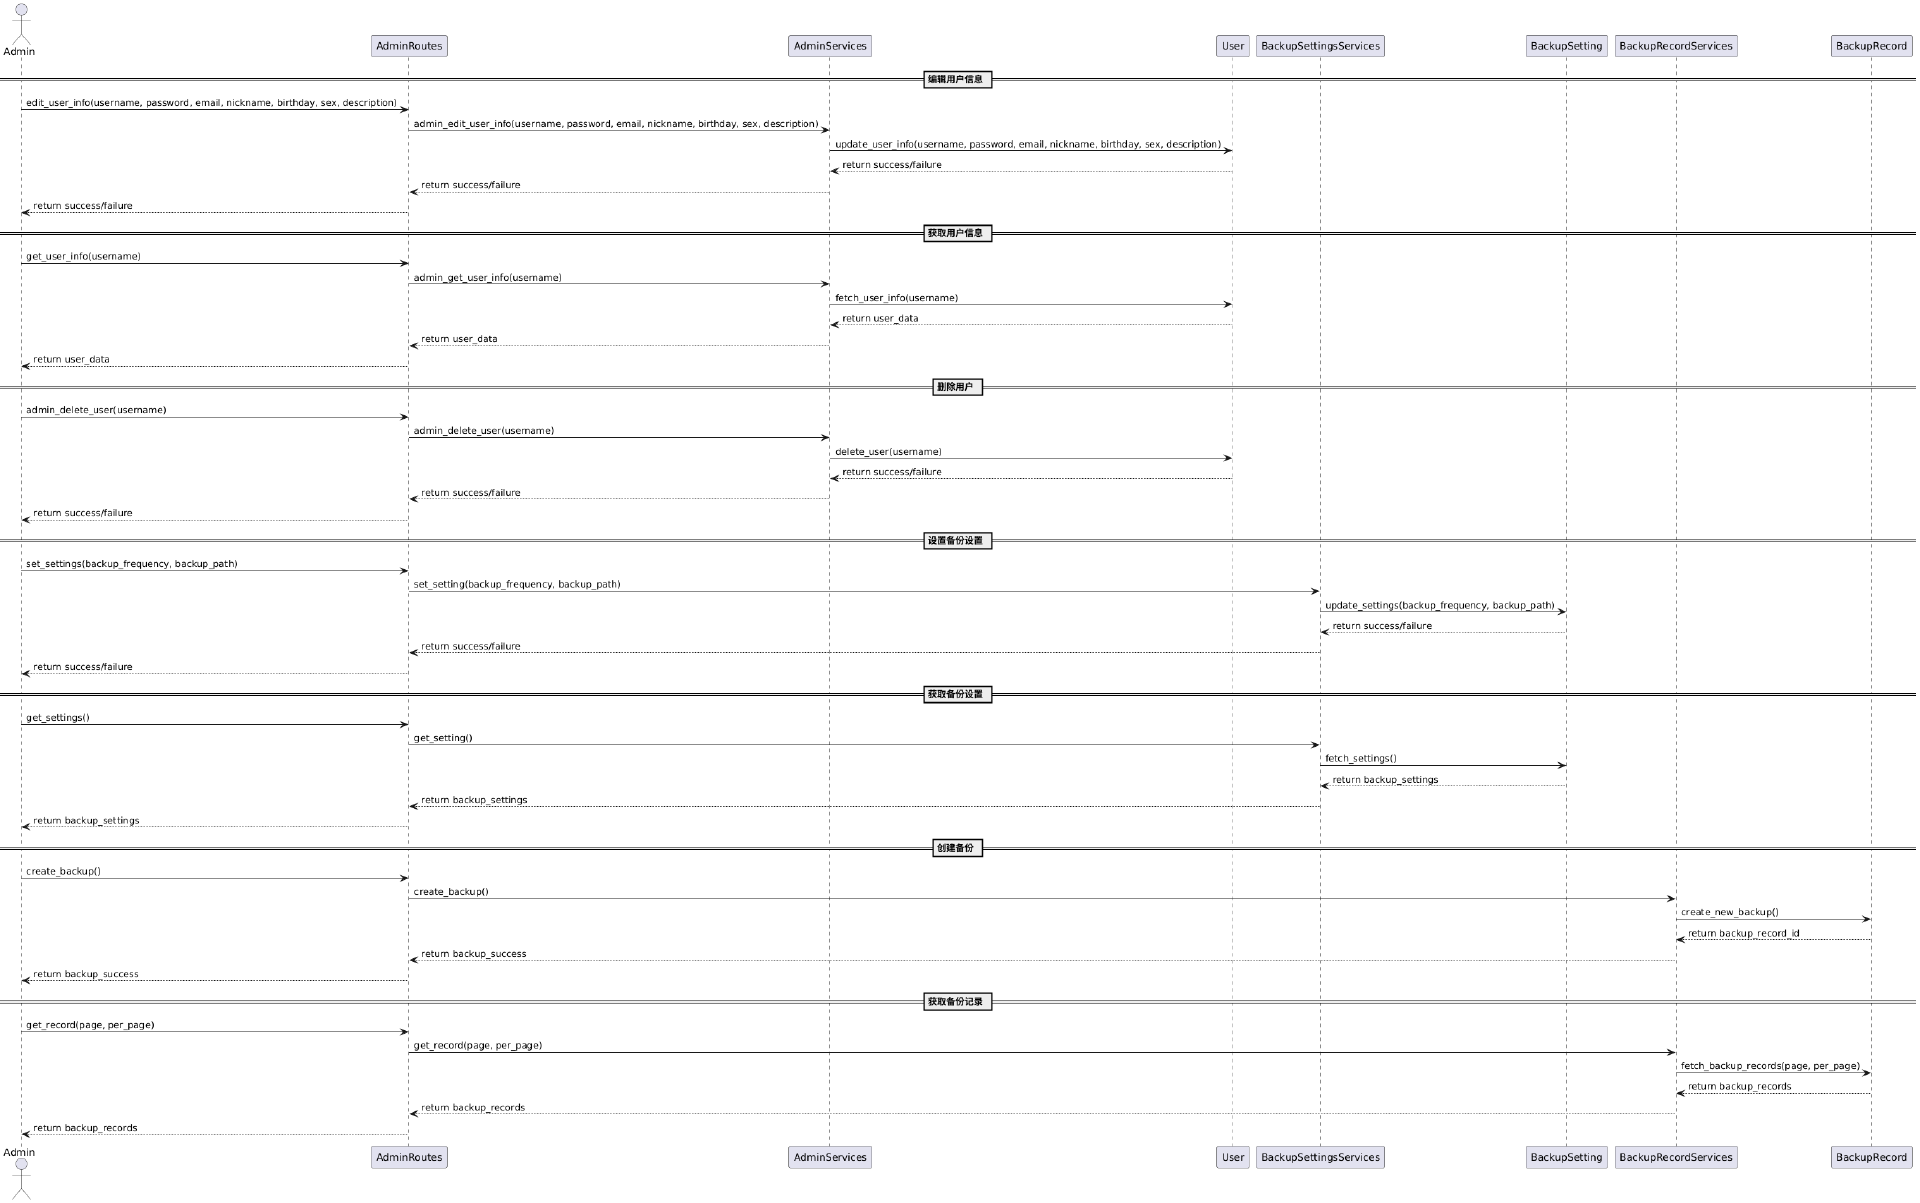 Admin
AdminRoutes
AdminServices
User
BackupSettingsServices
BackupSetting
BackupRecordServices
BackupRecord
编辑用户信息
edit_user_info(username, password, email, nickname, birthday, sex, description)
admin_edit_user_info(username, password, email, nickname, birthday, sex, description)
update_user_info(username, password, email, nickname, birthday, sex, description)
return success/failure
return success/failure
return success/failure
获取用户信息
get_user_info(username)
admin_get_user_info(username)
fetch_user_info(username)
return user_data
return user_data
return user_data
删除用户
admin_delete_user(username)
admin_delete_user(username)
delete_user(username)
return success/failure
return success/failure
return success/failure
设置备份设置
set_settings(backup_frequency, backup_path)
set_setting(backup_frequency, backup_path)
update_settings(backup_frequency, backup_path)
return success/failure
return success/failure
return success/failure
获取备份设置
get_settings()
get_setting()
fetch_settings()
return backup_settings
return backup_settings
return backup_settings
创建备份
create_backup()
create_backup()
create_new_backup()
return backup_record_id
return backup_success
return backup_success
获取备份记录
get_record(page, per_page)
get_record(page, per_page)
fetch_backup_records(page, per_page)
return backup_records
return backup_records
return backup_records
Admin
AdminRoutes
AdminServices
User
BackupSettingsServices
BackupSetting
BackupRecordServices
BackupRecord